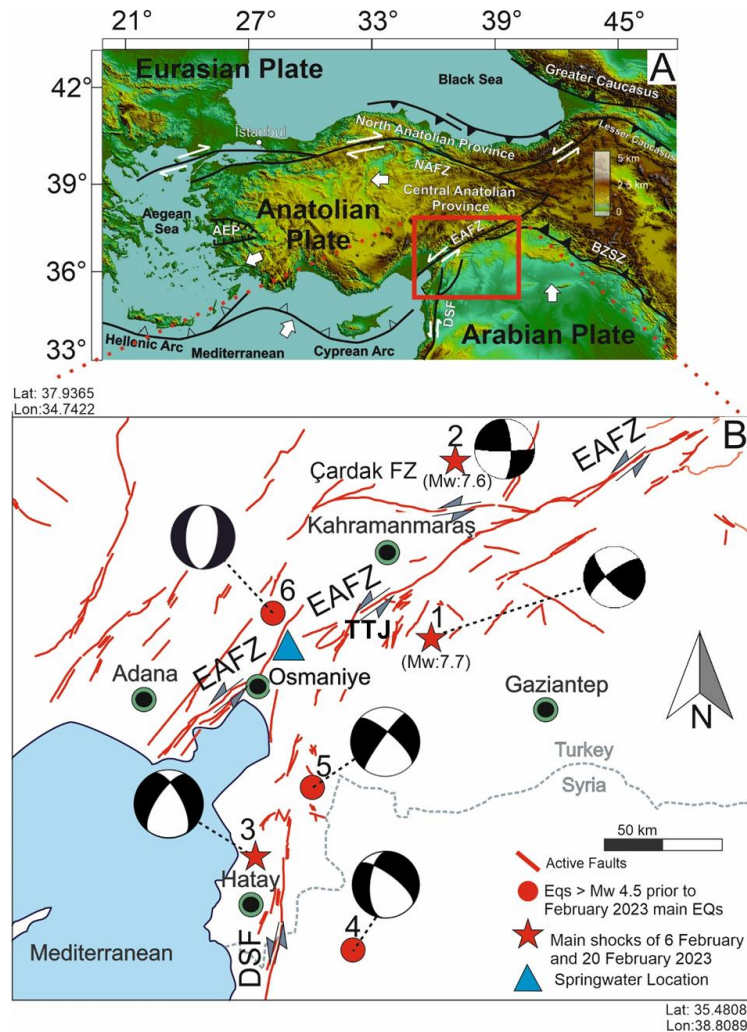 21° 27° 33° 39° 45°
42°
39°
36°
33°
A
Eurasian Plate
Black Sea
Greater Caucasus
Lesser Caucasus
Istanbul
North Anatolian Province
NAFZ
Central Anatolian
Province
5 km
2.5 km
0
Aegean
Sea
Anatolian
Plate
AEP
EAFZ
BZSZ
DSF
Arabian Plate
Hellenic Arc
Mediterranean
Cyprean Arc
Lat: 37.9365
Lon:34.7422
B
2
(Mw:7.6)
EAFZ
Çardak FZ
Kahramanmaraş
6
EAFZ
TTJ
1
(Mw:7.7)
Adana
EAFZ
Osmaniye
Gaziantep
N
5
Turkey
Syria
3
Hatay
4
DSF
Mediterranean
50 km
Active Faults
Eqs > Mw 4.5 prior to
February 2023 main EQs
Main shocks of 6 February
and 20 February 2023
Springwater Location
Lat: 35.4808
Lon:38.8089